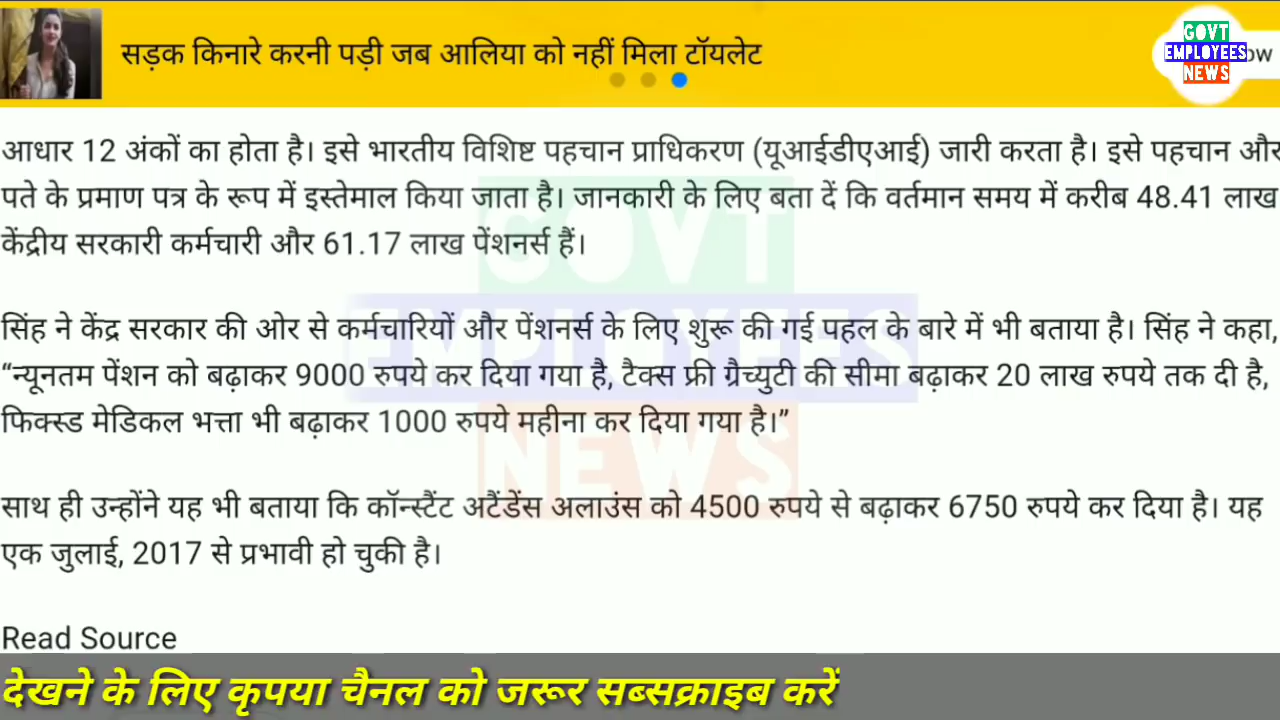 सड़क किनारे करनी पड़ी जब आलिया को नहीं मिला टॉयलेट
GOVT
EMPLOYEES
NEWS
आधार 12 अंकों का होता है। इसे भारतीय विशिष्ट पहचान प्राधिकरण (यूआईडीएआई) जारी करता है। इसे पहचान और
पते के प्रमाण पत्र के रूप में इस्तेमाल किया जाता है। जानकारी के लिए बता दें कि वर्तमान समय में करीब 48.41 लाख
केंद्रीय सरकारी कर्मचारी और 61.17 लाख पेंशनर्स हैं।
सिंह ने केंद्र सरकार की ओर से कर्मचारियों और पेंशनर्स के लिए शुरू की गई पहल के बारे में भी बताया है। सिंह ने कहा,
“न्यूनतम पेंशन को बढ़ाकर 9000 रुपये कर दिया गया है, टैक्स फ्री ग्रैच्युटी की सीमा बढ़ाकर 20 लाख रुपये तक दी है,
फिक्स्ड मेडिकल भत्ता भी बढ़ाकर 1000 रुपये महीना कर दिया गया है।”
साथ ही उन्होंने यह भी बताया कि कॉन्स्टैंट अटैंडेंस अलाउंस को 4500 रुपये से बढ़ाकर 6750 रुपये कर दिया है। यह
एक जुलाई, 2017 से प्रभावी हो चुकी है।
GOVT
EMPLOYEES
NEWS
Read Source
देखने के लिए कृपया चैनल को जरूर सब्सक्राइब करें